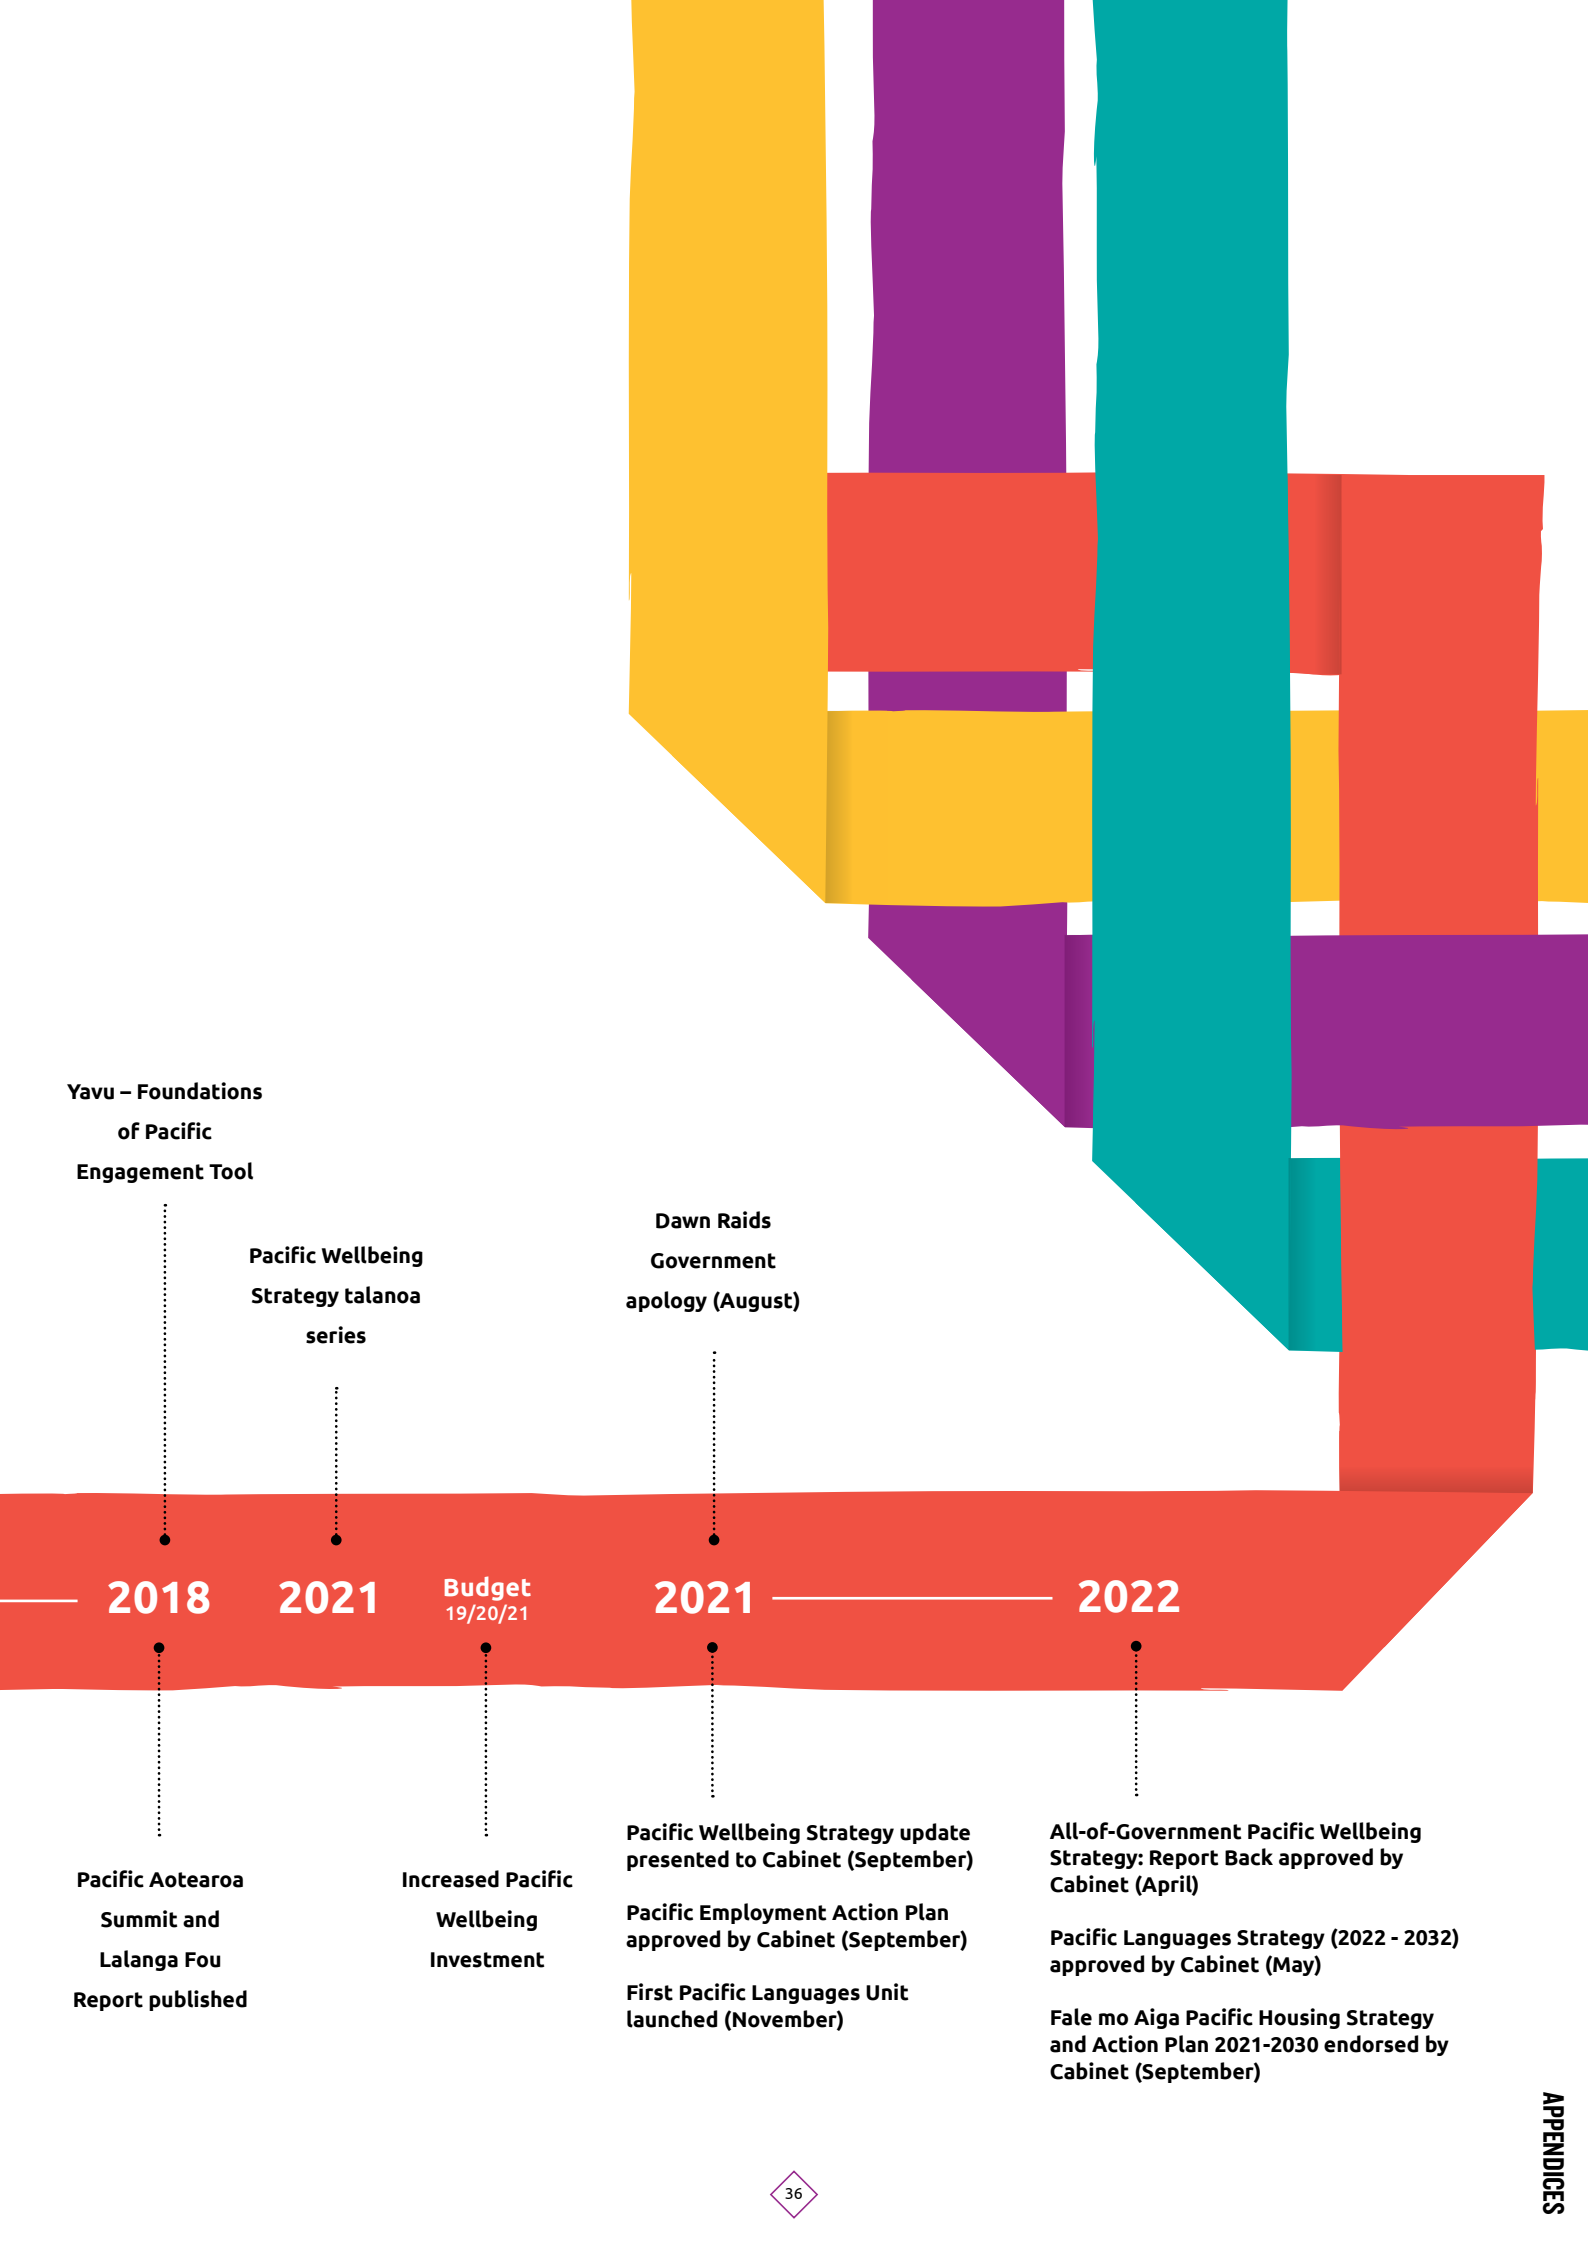 Yavu – Foundations
of Pacific
Engagement Tool
Pacific Wellbeing
Strategy talanoa
series
Dawn Raids
Government
apology (August)
2018
2021
Budget
19/20/21
2021
2022
Pacific Aotearoa
Summit and
Lalanga Fou
Report published
Increased Pacific
Wellbeing
Investment
Pacific Wellbeing Strategy update
presented to Cabinet (September)
Pacific Employment Action Plan
approved by Cabinet (September)
First Pacific Languages Unit
launched (November)
All-of-Government Pacific Wellbeing
Strategy: Report Back approved by
Cabinet (April)
Pacific Languages Strategy (2022 - 2032)
approved by Cabinet (May)
Fale mo Aiga Pacific Housing Strategy
and Action Plan 2021-2030 endorsed by
Cabinet (September)
APPENDICES
36